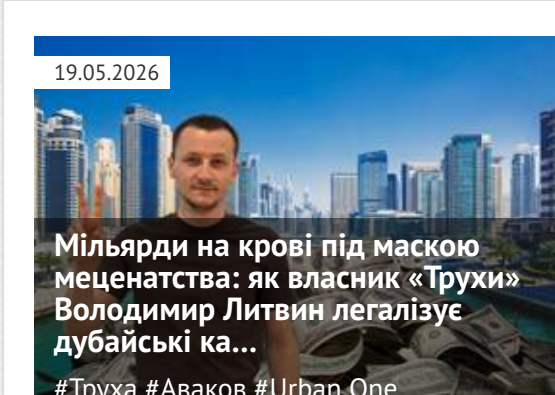 19.05.2026
Мільярди на крові під маскою
меценатства: як власник «Трухи»
Володимир Литвин легалізує
дубайські ка...
#Труха #Аваков #Urban One